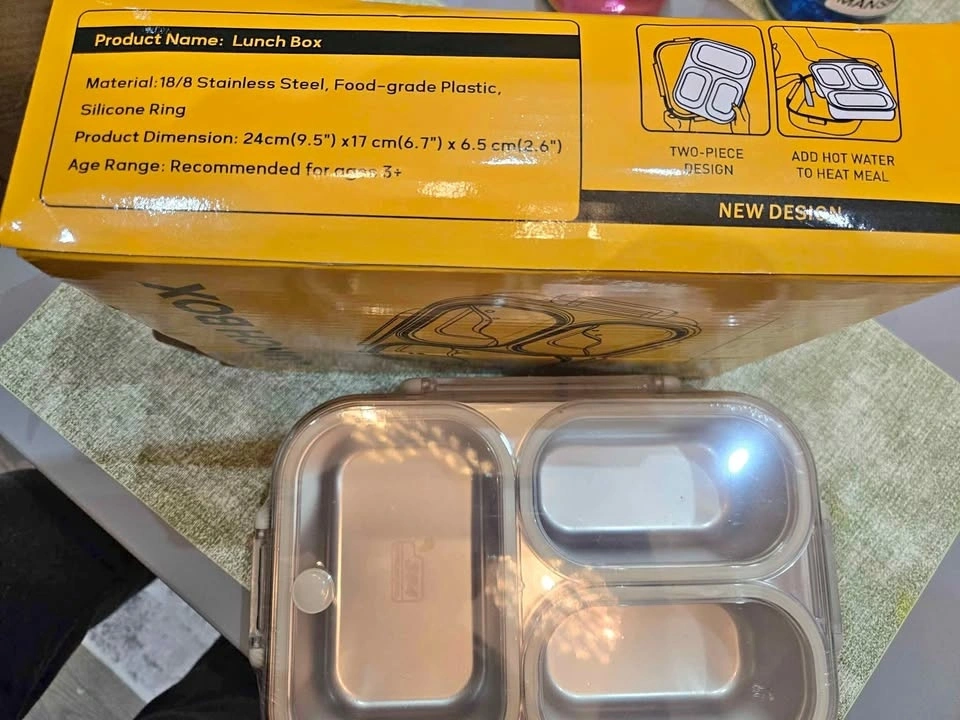 Product Name: Lunch Box
Material:18/8 Stainless Steel, Food-grade Plastic,
Silicone Ring
Product Dimension: 24cm(9.5") x17 cm(6.7") x 6.5 cm(2.6")
Age Range: Recommended for ages 3+
TWO-PIECE
DESIGN
ADD HOT WATER
TO HEAT MEAL
NEW DESIGN